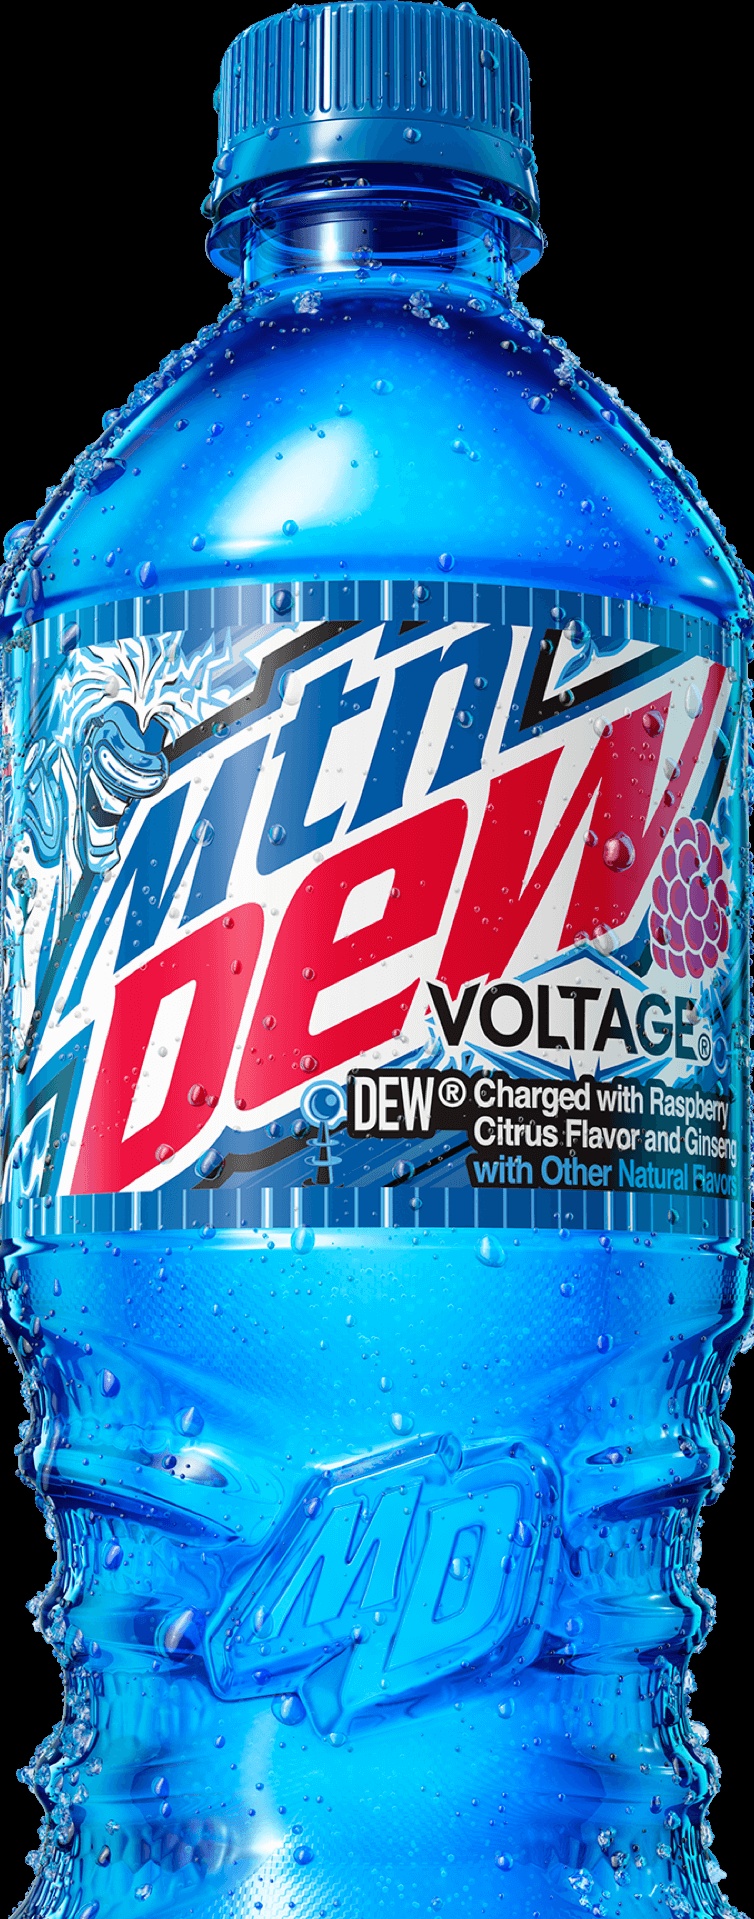 Mtn
DEW
VOLTAGE®
DEW® Charged with Raspberry
Citrus Flavor and Ginseng
with Other Natural Flavors
MD